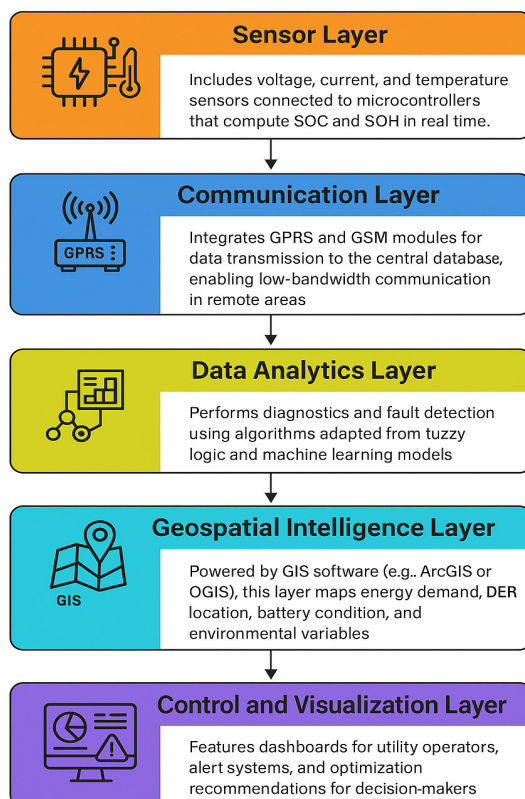 Sensor Layer
Includes voltage, current, and temperature
sensors connected to microcontrollers
that compute SOC and SOH in real time.
Communication Layer
GPRS
Integrates GPRS and GSM modules for
data transmission to the central database,
enabling low-bandwidth communication
in remote areas
Data Analytics Layer
Performs diagnostics and fault detection
using algorithms adapted from tuzzy
logic and machine learning models
Geospatial Intelligence Layer
GIS
Powered by GIS software (e.g.. ArcGIS or
OGIS), this layer maps energy demand, DER
location, battery condition, and
environmental variables
Control and Visualization Layer
Features dashboards for utility operators,
alert systems, and optimization
recommendations for decision-makers